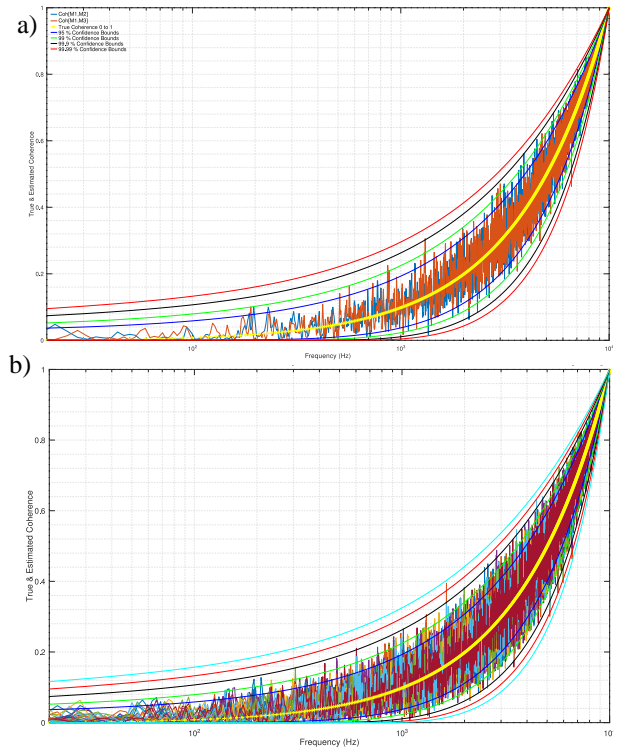 a)
Coh(M1,M2)
Coh(M1,M3)
True Coherence 0 to 1
95 % Confidence Bounds
99 % Confidence Bounds
99,9 % Confidence Bounds
99,99 % Confidence Bounds
1
0.8
0.6
0.4
0.2
0
True & Estimated Coherence
10²
10³
10⁴
Frequency (Hz)
b)
1
0.8
0.6
0.4
0.2
0
True & Estimated Coherence
10²
10³
10
Frequency (Hz)